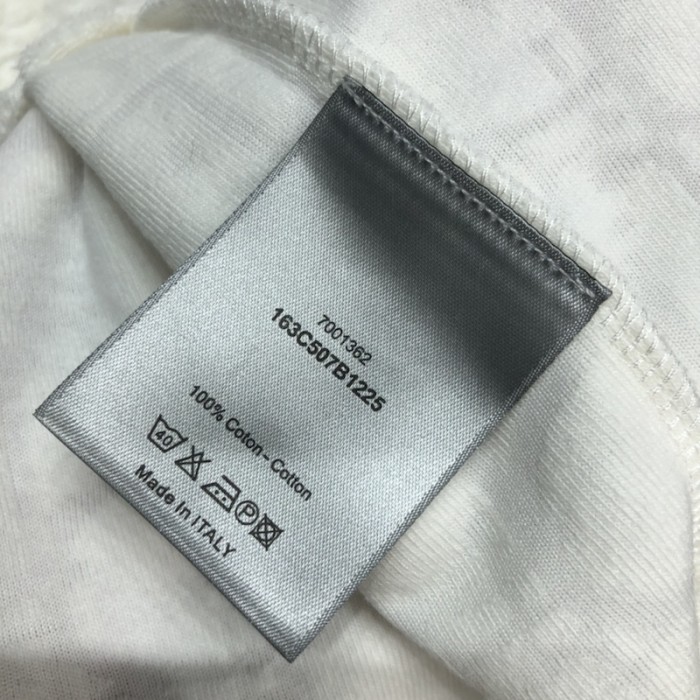 7001362
163C507B1225
100% Coton – Cotton
40 P
Made in ITALY